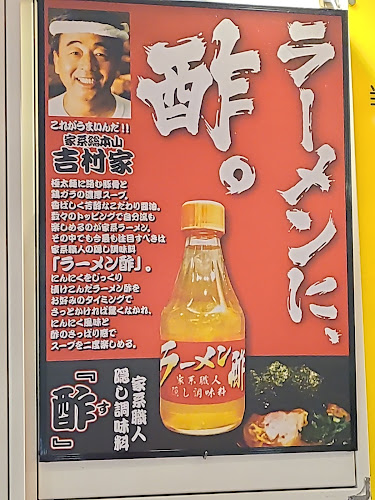 ラーメンに、
酢。
これがうまいんだ!!
家系総本山
吉村家
極太麺に隠し豚骨と
鶏ガラの濃厚スープ。
香ばしく芳醇なこだわり醤油。
数々のトッピングで自分流も
楽しめるのが家系ラーメン。
その中でも今最も注目すべきは
家系職人の隠し調味料
「ラーメン酢」。
にんにくをじっくり
漬けこんだラーメン酢を
お好みのタイミングで
さっとかければ驚くなかれ、
にんにく風味と
酢のさっぱり感で
スープを二度楽しめる。
ラーメン酢
家系職人
隠し調味料
家系職人
隠し調味料
『酢』
す